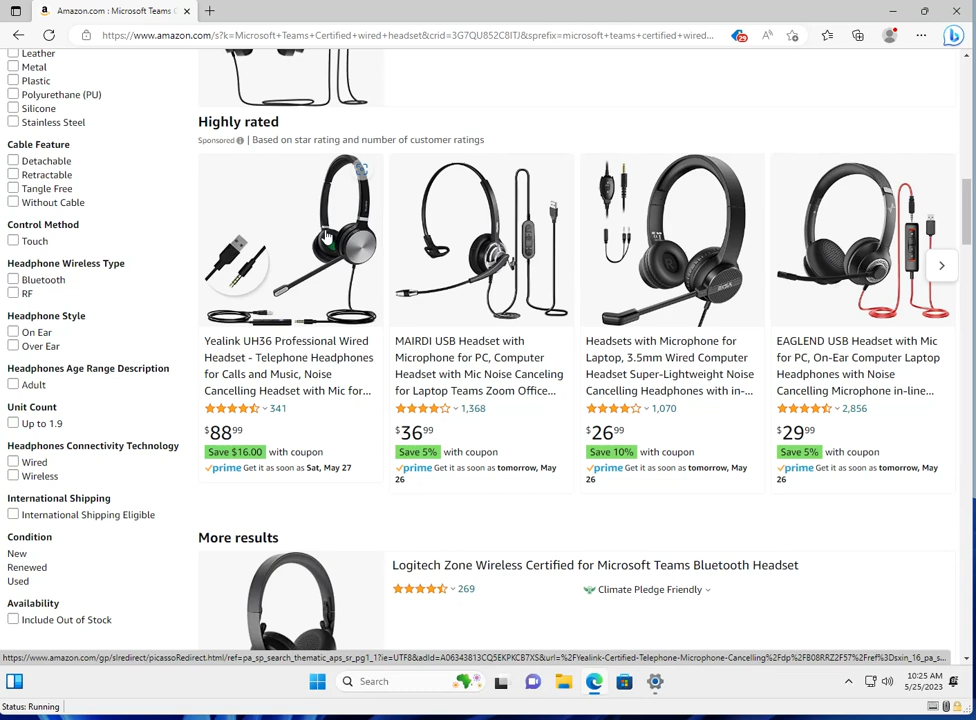 Amazon.com : Microsoft Teams C
https://www.amazon.com/s?k=Microsoft+Teams+Certified+wired+headset&crid=3G7QU852C8ITJ&sprefix=microsoft+teams+certified+wired...
29
Leather
Metal
Plastic
Polyurethane (PU)
Silicone
Stainless Steel
Cable Feature
Detachable
Retractable
Tangle Free
Without Cable
Control Method
Touch
Headphone Wireless Type
Bluetooth
RF
Headphone Style
On Ear
Over Ear
Headphones Age Range Description
Adult
Unit Count
Up to 1.9
Headphones Connectivity Technology
Wired
Wireless
International Shipping
International Shipping Eligible
Condition
New
Renewed
Used
Availability
Include Out of Stock
Highly rated
Sponsored | Based on star rating and number of customer ratings
Yealink UH36 Professional Wired
Headset - Telephone Headphones
for Calls and Music, Noise
Cancelling Headset with Mic for...
341
$88 99
Save $16.00 with coupon
prime Get it as soon as Sat, May 27
MAIRDI USB Headset with
Microphone for PC, Computer
Headset with Mic Noise Canceling
for Laptop Teams Zoom Office...
1,368
$36 99
Save 5% with coupon
prime Get it as soon as tomorrow, May
26
Headsets with Microphone for
Laptop, 3.5mm Wired Computer
Headset Super-Lightweight Noise
Cancelling Headphones with in-...
1,070
$26 99
Save 10% with coupon
prime Get it as soon as tomorrow, May
26
EAGLEND USB Headset with Mic
for PC, On-Ear Computer Laptop
Headphones with Noise
Cancelling Microphone in-line...
2,856
$29 99
Save 5% with coupon
prime Get it as soon as tomorrow, May
26
More results
Logitech Zone Wireless Certified for Microsoft Teams Bluetooth Headset
269
Climate Pledge Friendly
https://www.amazon.com/gp/slredirect/picassoRedirect.html/ref=pa_sp_search_thematic_aps_sr_pg1_1?ie=UTF8&adId=A06343813CQ5EKPKCB7XS&url=%2FYealink-Certified-Telephone-Microphone-Cancelling%2Fdp%2FB08RRZ2F57%2Fref%3Dsxin_16_pa_s...
Search
10:25 AM
5/25/2023
Status: Running